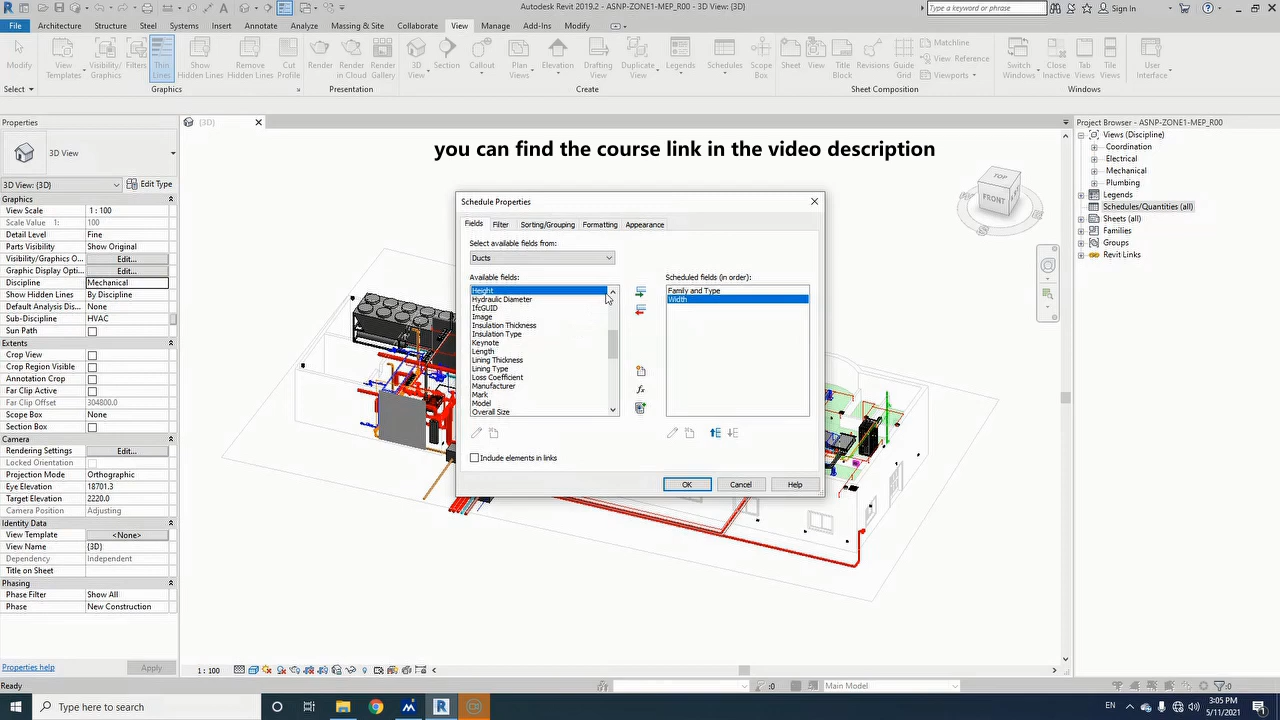 Autodesk Revit 2019.2 - ASNP-ZONE1-MEP_R00 - 3D View: {3D}
Type a keyword or phrase
Sign In
File Architecture Structure Steel Systems Insert Annotate Analyze Massing & Site Collaborate View Manage Add-Ins Modify
Modify
View Templates
Visibility/ Graphics
Filters
Thin Lines
Show Hidden Lines
Remove Hidden Lines
Cut Profile
Render
Render in Cloud
3D View
Section
Callout
Plan Views
Elevation
Drafting View
Duplicate View
Legends
Schedules
Scope Box
Sheet
View
Title Block
Revisions
Guide Grid
Matchline
View Reference
Viewports
Switch Windows
Close Inactive
Tab Views
Tile Views
User Interface
Select Graphics Presentation Create Sheet Composition Windows
Properties
{3D}
Project Browser - ASNP-ZONE1-MEP_R00
3D View
3D View: {3D} Edit Type
Graphics
View Scale 1 : 100
Scale Value 1: 100
Detail Level Fine
Parts Visibility Show Original
Visibility/Graphics O... Edit...
Graphic Display Opti... Edit...
Discipline Mechanical
Show Hidden Lines By Discipline
Default Analysis Dis... None
Sub-Discipline HVAC
Sun Path
Extents
Crop View
Crop Region Visible
Annotation Crop
Far Clip Active
Far Clip Offset 304800.0
Scope Box None
Section Box
Camera
Rendering Settings Edit...
Locked Orientation
Projection Mode Orthographic
Eye Elevation 18701.3
Target Elevation 2220.0
Camera Position Adjusting
Identity Data
View Template <None>
View Name {3D}
Dependency Independent
Title on Sheet
Phasing
Phase Filter Show All
Phase New Construction
Properties help Apply
you can find the course link in the video description
TOP
FRONT
Schedule Properties
Fields Filter Sorting/Grouping Formatting Appearance
Select available fields from:
Ducts
Available fields:
Height
Hydraulic Diameter
IfcGUID
Image
Insulation Thickness
Insulation Type
Keynote
Length
Lining Thickness
Lining Type
Loss Coefficient
Manufacturer
Mark
Model
Overall Size
Scheduled fields (in order):
Family and Type
Width
fx
Include elements in links
OK Cancel Help
Views (Discipline)
Coordination
Electrical
Mechanical
Plumbing
Legends
Schedules/Quantities (all)
Sheets (all)
Families
Groups
Revit Links
1 : 100
Ready
:0
Main Model
:0
Type here to search
EN
3:05 PM
5/11/2021